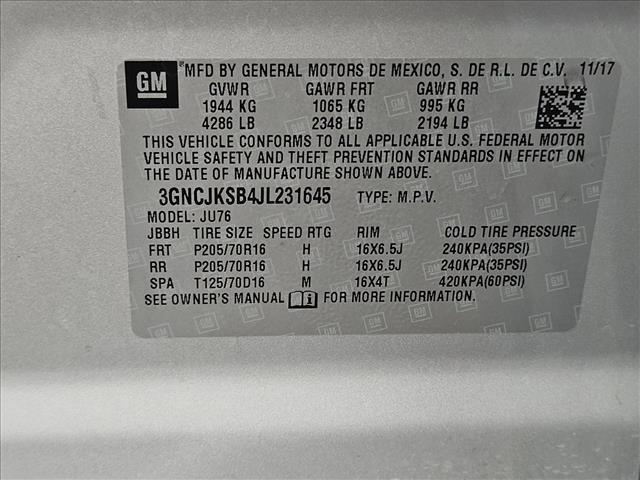 GM
*MFD BY GENERAL MOTORS DE MEXICO, S. DE R.L. DE C.V. 11/17
GVWR GAWR FRT GAWR RR
1944 KG 1065 KG 995 KG
4286 LB 2348 LB 2194 LB
THIS VEHICLE CONFORMS TO ALL APPLICABLE U.S. FEDERAL MOTOR
VEHICLE SAFETY AND THEFT PREVENTION STANDARDS IN EFFECT ON
THE DATE OF MANUFACTURE SHOWN ABOVE.
3GNCJKSB4JL231645 TYPE: M.P.V.
MODEL: JU76
JBBH TIRE SIZE SPEED RTG RIM COLD TIRE PRESSURE
FRT P205/70R16 H 16X6.5J 240KPA(35PSI)
RR P205/70R16 H 16X6.5J 240KPA(35PSI)
SPA T125/70D16 M 16X4T 420KPA(60PSI)
SEE OWNER'S MANUAL i FOR MORE INFORMATION.